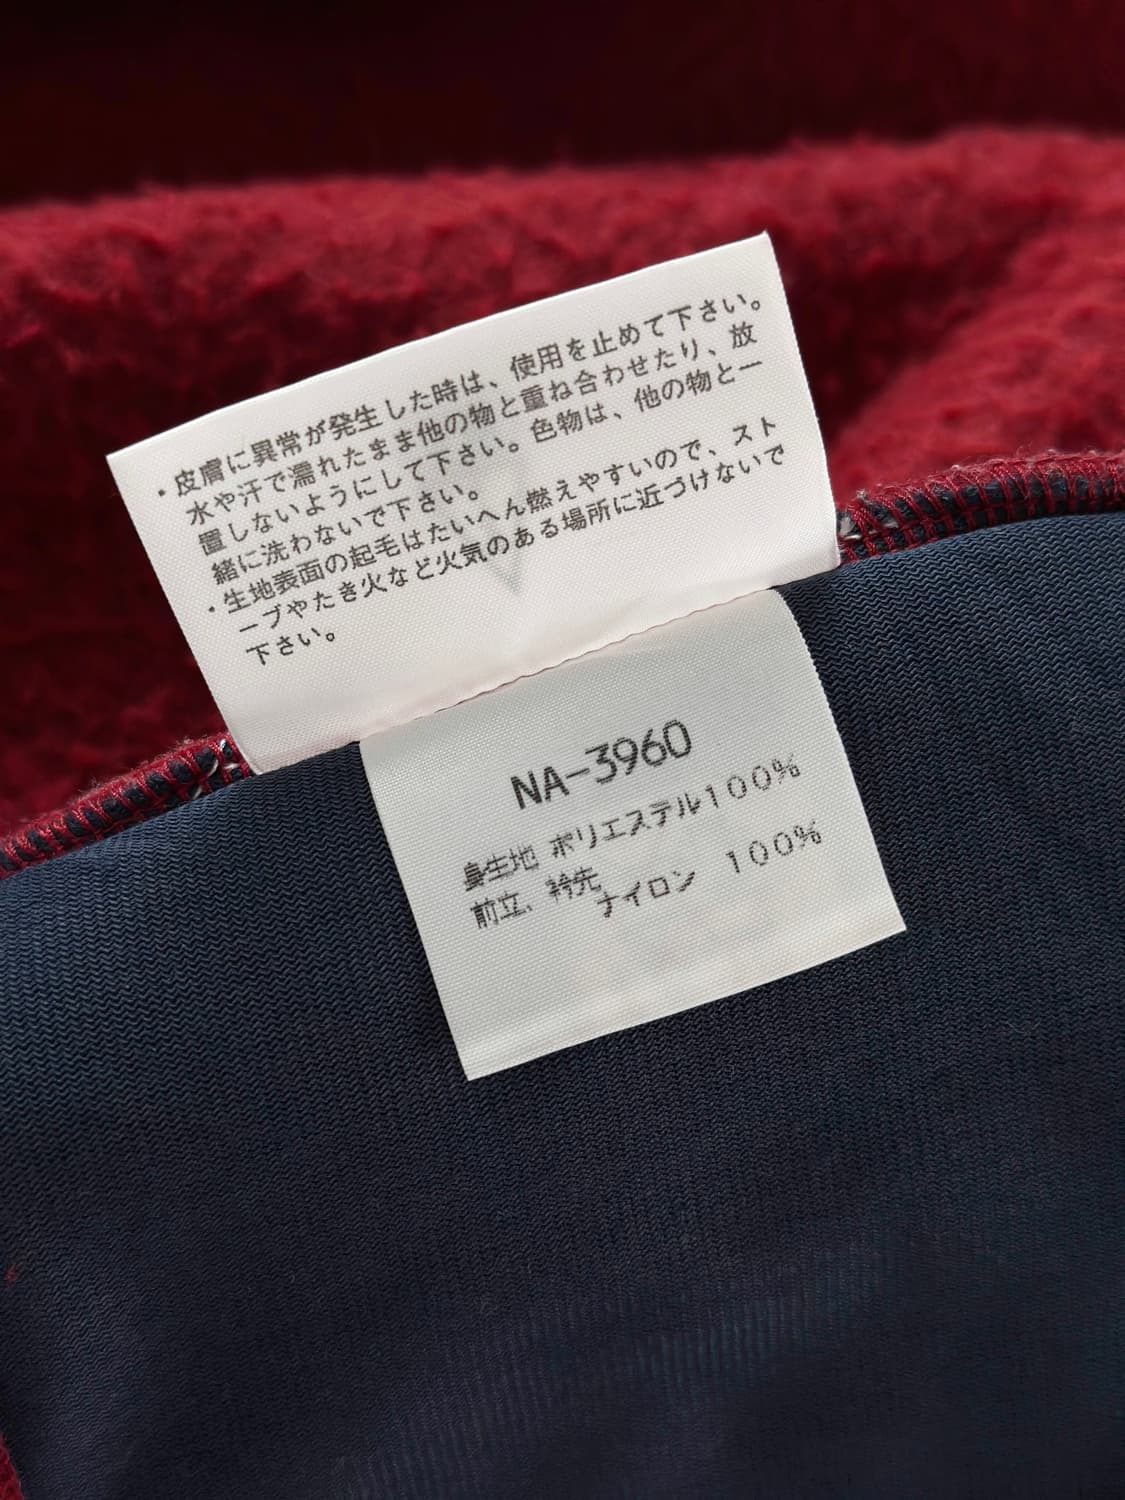 ・皮膚に異常が発生した時は、使用を止めて下さい。
水や汗で濡れたまま他の物と重ね合わせたり、放
置しないようにして下さい。色物は、他の物と一
緒に洗わないで下さい。
・生地表面の起毛はたいへん燃えやすいので、スト
ーブやたき火など火気のある場所に近づけないで
下さい。
NA-3960
身生地 ポリエステル100%
前立、衿先
ナイロン 100%